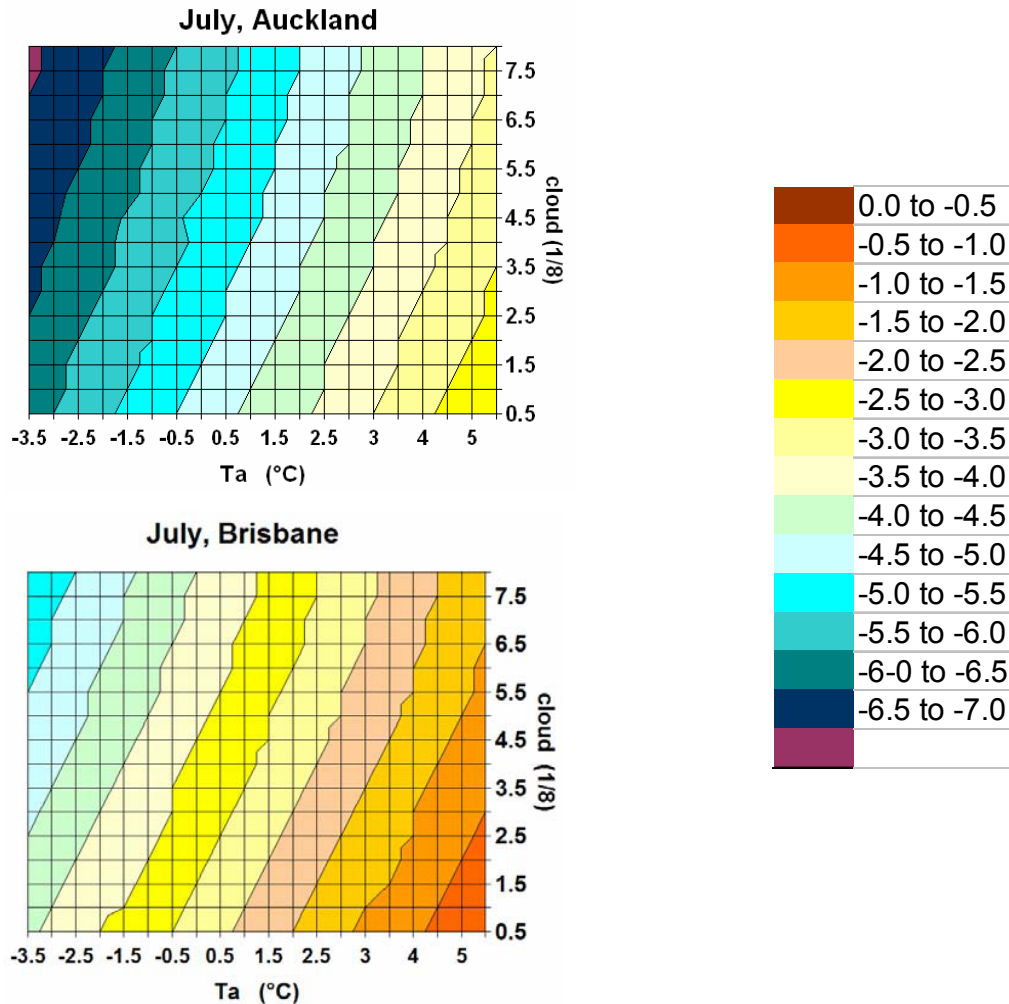 July, Auckland
7.5
6.5
5.5
4.5
3.5
2.5
1.5
0.5
cloud (1/8)
-3.5 -2.5 -1.5 -0.5 0.5 1.5 2.5 3 4 5
Ta (°C)
July, Brisbane
7.5
6.5
5.5
4.5
3.5
2.5
1.5
0.5
cloud (1/8)
-3.5 -2.5 -1.5 -0.5 0.5 1.5 2.5 3 4 5
Ta (°C)
0.0 to -0.5
-0.5 to -1.0
-1.0 to -1.5
-1.5 to -2.0
-2.0 to -2.5
-2.5 to -3.0
-3.0 to -3.5
-3.5 to -4.0
-4.0 to -4.5
-4.5 to -5.0
-5.0 to -5.5
-5.5 to -6.0
-6-0 to -6.5
-6.5 to -7.0